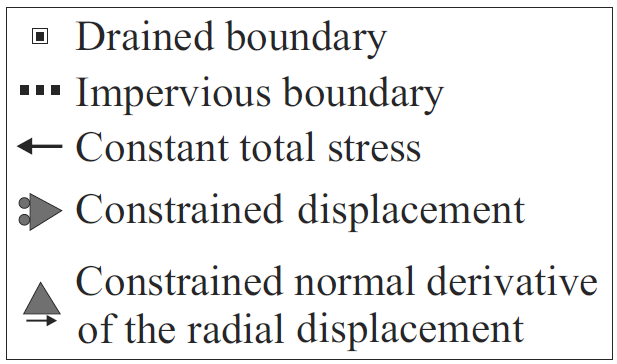 Drained boundary
Impervious boundary
Constant total stress
Constrained displacement
Constrained normal derivative
of the radial displacement